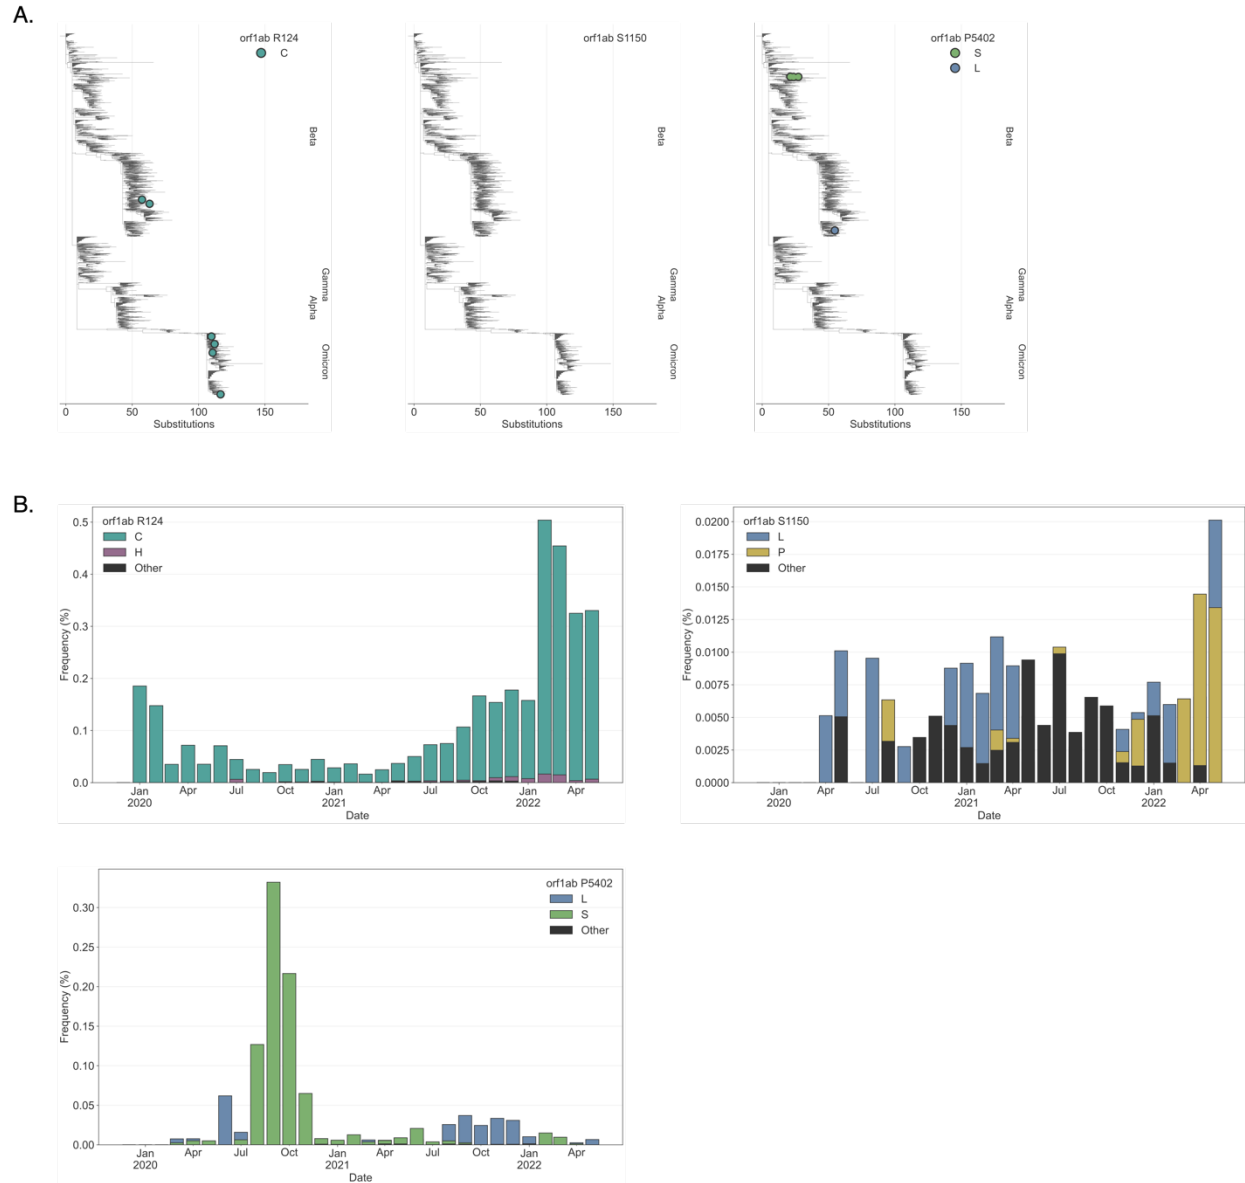 A.
orf1ab R124
C
Beta
Gamma
Alpha
Omicron
0 50 100 150
Substitutions
orf1ab S1150
Beta
Gamma
Alpha
Omicron
0 50 100 150
Substitutions
orf1ab P5402
S
L
Beta
Gamma
Alpha
Omicron
0 50 100 150
Substitutions
B.
orf1ab R124
C
H
Other
Frequency (%)
0.5
0.4
0.3
0.2
0.1
0.0
Jan Apr Jul Oct Jan Apr Jul Oct Jan Apr
2020 2021 2022
Date
orf1ab S1150
L
P
Other
Frequency (%)
0.0200
0.0175
0.0150
0.0125
0.0100
0.0075
0.0050
0.0025
0.0000
Jan Apr Jul Oct Jan Apr Jul Oct Jan Apr
2020 2021 2022
Date
orf1ab P5402
L
S
Other
Frequency (%)
0.30
0.25
0.20
0.15
0.10
0.05
0.00
Jan Apr Jul Oct Jan Apr Jul Oct Jan Apr
2020 2021 2022
Date